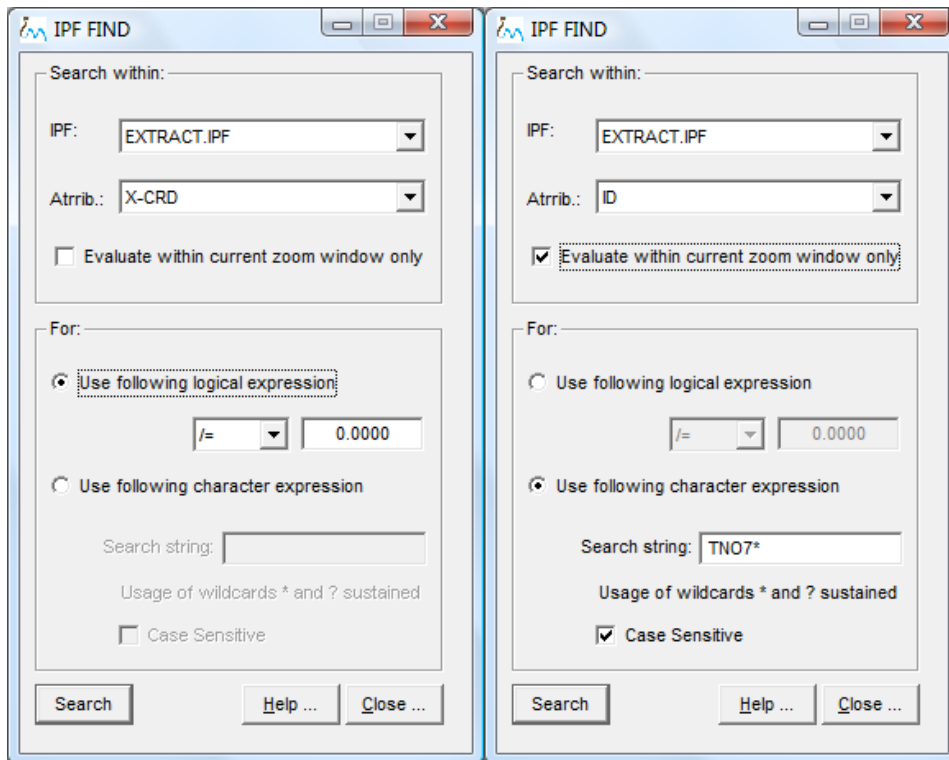 IPF FIND
Search within:
IPF: EXTRACT.IPF
Atrrib.: X-CRD
Evaluate within current zoom window only
For:
Use following logical expression
/= 0.0000
Use following character expression
Search string:
Usage of wildcards * and ? sustained
Case Sensitive
Search Help ... Close ...
IPF FIND
Search within:
IPF: EXTRACT.IPF
Atrrib.: ID
Evaluate within current zoom window only
For:
Use following logical expression
/= 0.0000
Use following character expression
Search string: TNO7*
Usage of wildcards * and ? sustained
Case Sensitive
Search Help ... Close ...